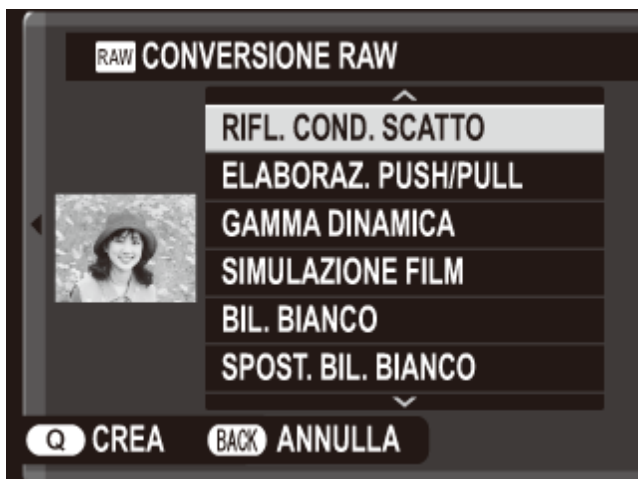 RAW CONVERSIONE RAW
RIFL. COND. SCATTO
ELABORAZ. PUSH/PULL
GAMMA DINAMICA
SIMULAZIONE FILM
BIL. BIANCO
SPOST. BIL. BIANCO
Q CREA BACK ANNULLA